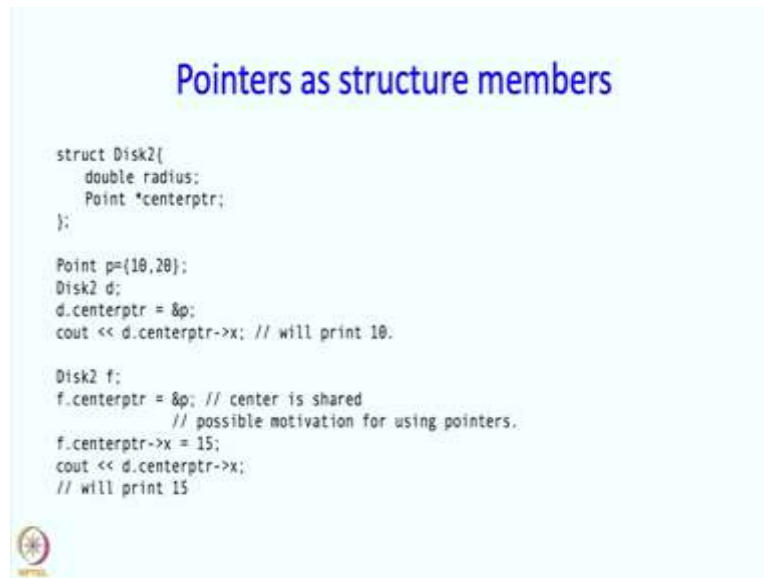 Pointers as structure members
struct Disk2{
double radius;
Point *centerptr;
};
Point p={10,20};
Disk2 d;
d.centerptr = &p;
cout << d.centerptr->x; // will print 10.
Disk2 f;
f.centerptr = &p; // center is shared
// possible motivation for using pointers.
f.centerptr->x = 15;
cout << d.centerptr->x;
// will print 15
NPTEL